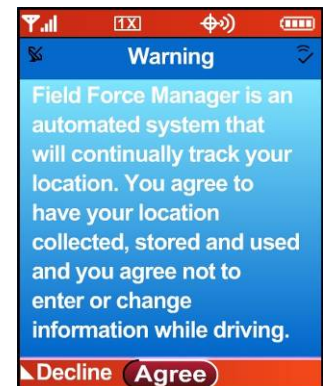 1X
Warning
Field Force Manager is an
automated system that
will continually track your
location. You agree to
have your location
collected, stored and used
and you agree not to
enter or change
information while driving.
Decline Agree